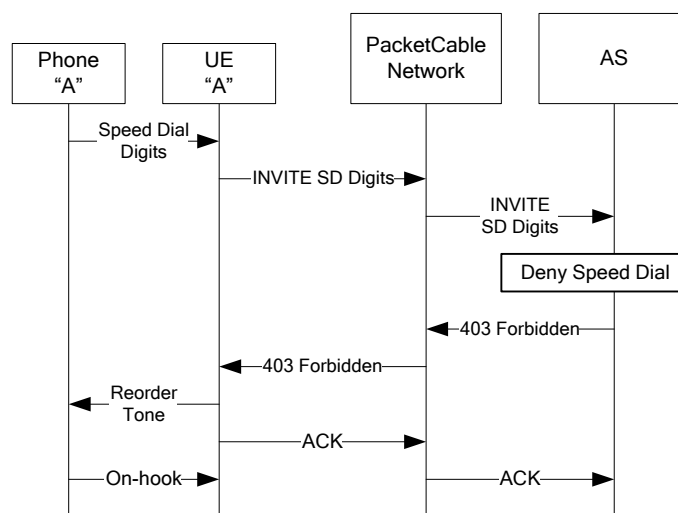 Phone
“A”
UE
“A”
PacketCable
Network
AS
Speed Dial
Digits
INVITE SD Digits
INVITE
SD Digits
Deny Speed Dial
403 Forbidden
403 Forbidden
Reorder
Tone
ACK
On-hook
ACK